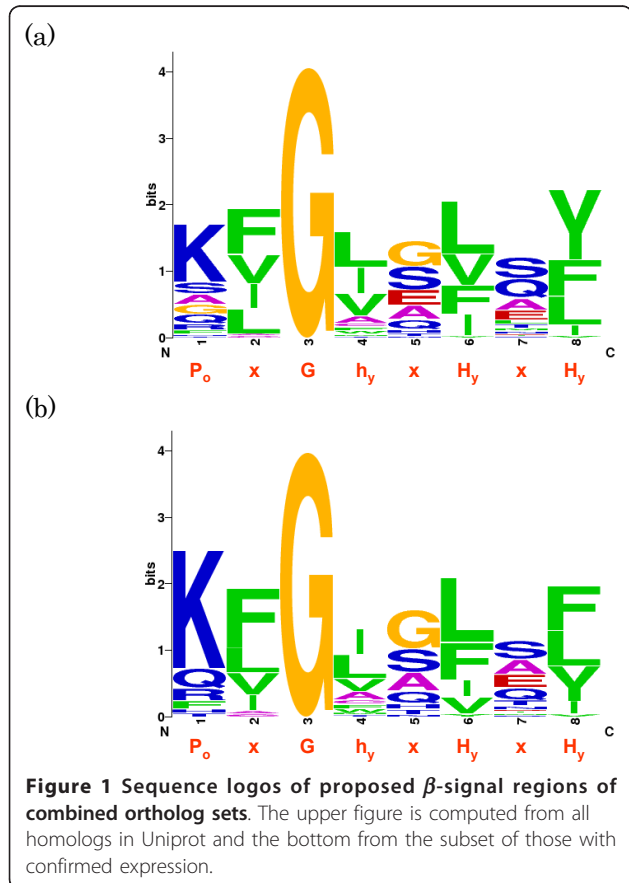 (a)
4
3
2
1
0
bits
K S A G Q
F V I L
G
L I V A
G S E A Q
L V F I
S Q A E
Y F L I
N 1 2 3 4 5 6 7 8 C
Po x G hy x Hy x Hy
(b)
4
3
2
1
0
bits
K Q R
F L V I
G
I L V A
G S A Q
L F I V
S A E Q
F L Y I
N 1 2 3 4 5 6 7 8 C
Po x G hy x Hy x Hy
Figure 1 Sequence logos of proposed β-signal regions of
combined ortholog sets. The upper figure is computed from all
homologs in Uniprot and the bottom from the subset of those with
confirmed expression.